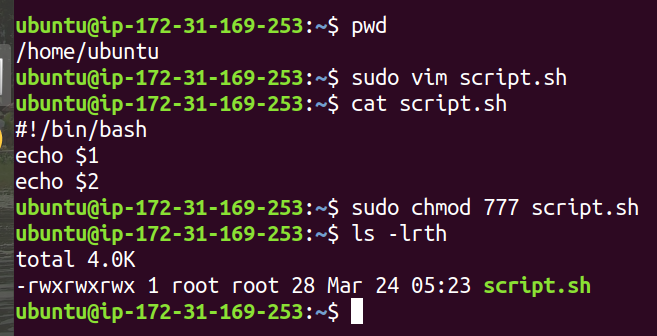 ubuntu@ip-172-31-169-253:~$ pwd
/home/ubuntu
ubuntu@ip-172-31-169-253:~$ sudo vim script.sh
ubuntu@ip-172-31-169-253:~$ cat script.sh
#!/bin/bash
echo $1
echo $2
ubuntu@ip-172-31-169-253:~$ sudo chmod 777 script.sh
ubuntu@ip-172-31-169-253:~$ ls -lrth
total 4.0K
-rwxrwxrwx 1 root root 28 Mar 24 05:23 script.sh
ubuntu@ip-172-31-169-253:~$